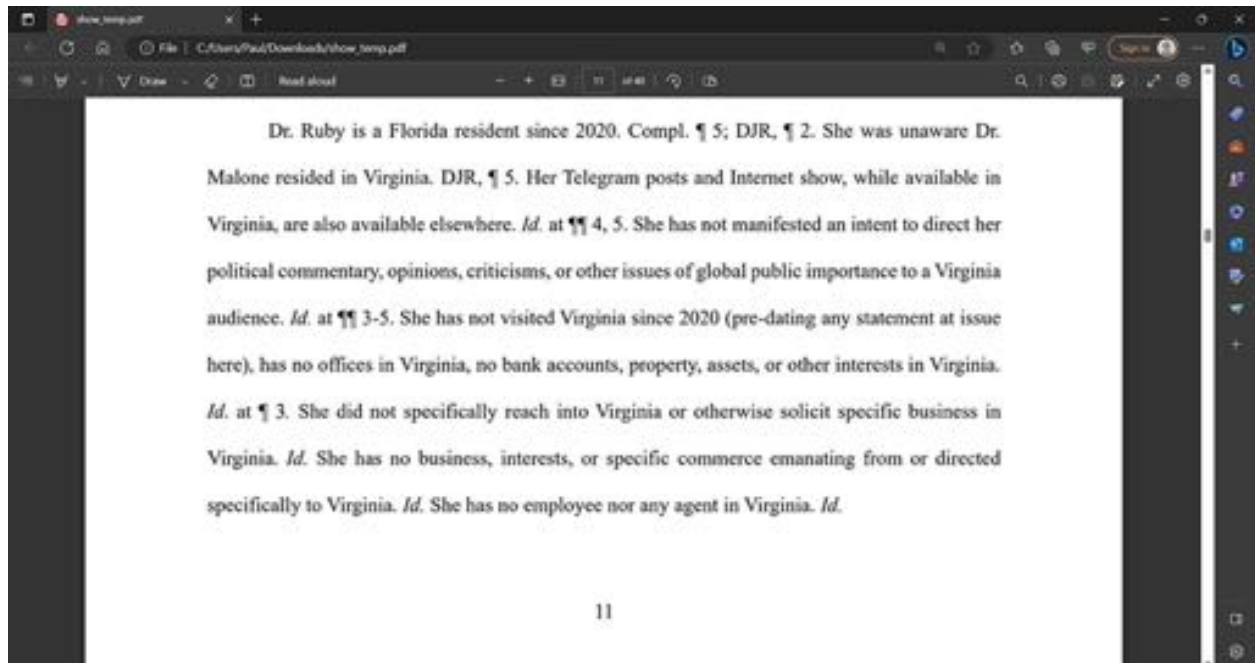 show_temp.pdf
File | C:/Users/Paul/Downloads/show_temp.pdf
Sign in
Draw
Read aloud
11 of 40
Dr. Ruby is a Florida resident since 2020. Compl. ¶ 5; DJR, ¶ 2. She was unaware Dr.
Malone resided in Virginia. DJR, ¶ 5. Her Telegram posts and Internet show, while available in
Virginia, are also available elsewhere. Id. at ¶¶ 4, 5. She has not manifested an intent to direct her
political commentary, opinions, criticisms, or other issues of global public importance to a Virginia
audience. Id. at ¶¶ 3-5. She has not visited Virginia since 2020 (pre-dating any statement at issue
here), has no offices in Virginia, no bank accounts, property, assets, or other interests in Virginia.
Id. at ¶ 3. She did not specifically reach into Virginia or otherwise solicit specific business in
Virginia. Id. She has no business, interests, or specific commerce emanating from or directed
specifically to Virginia. Id. She has no employee nor any agent in Virginia. Id.
11